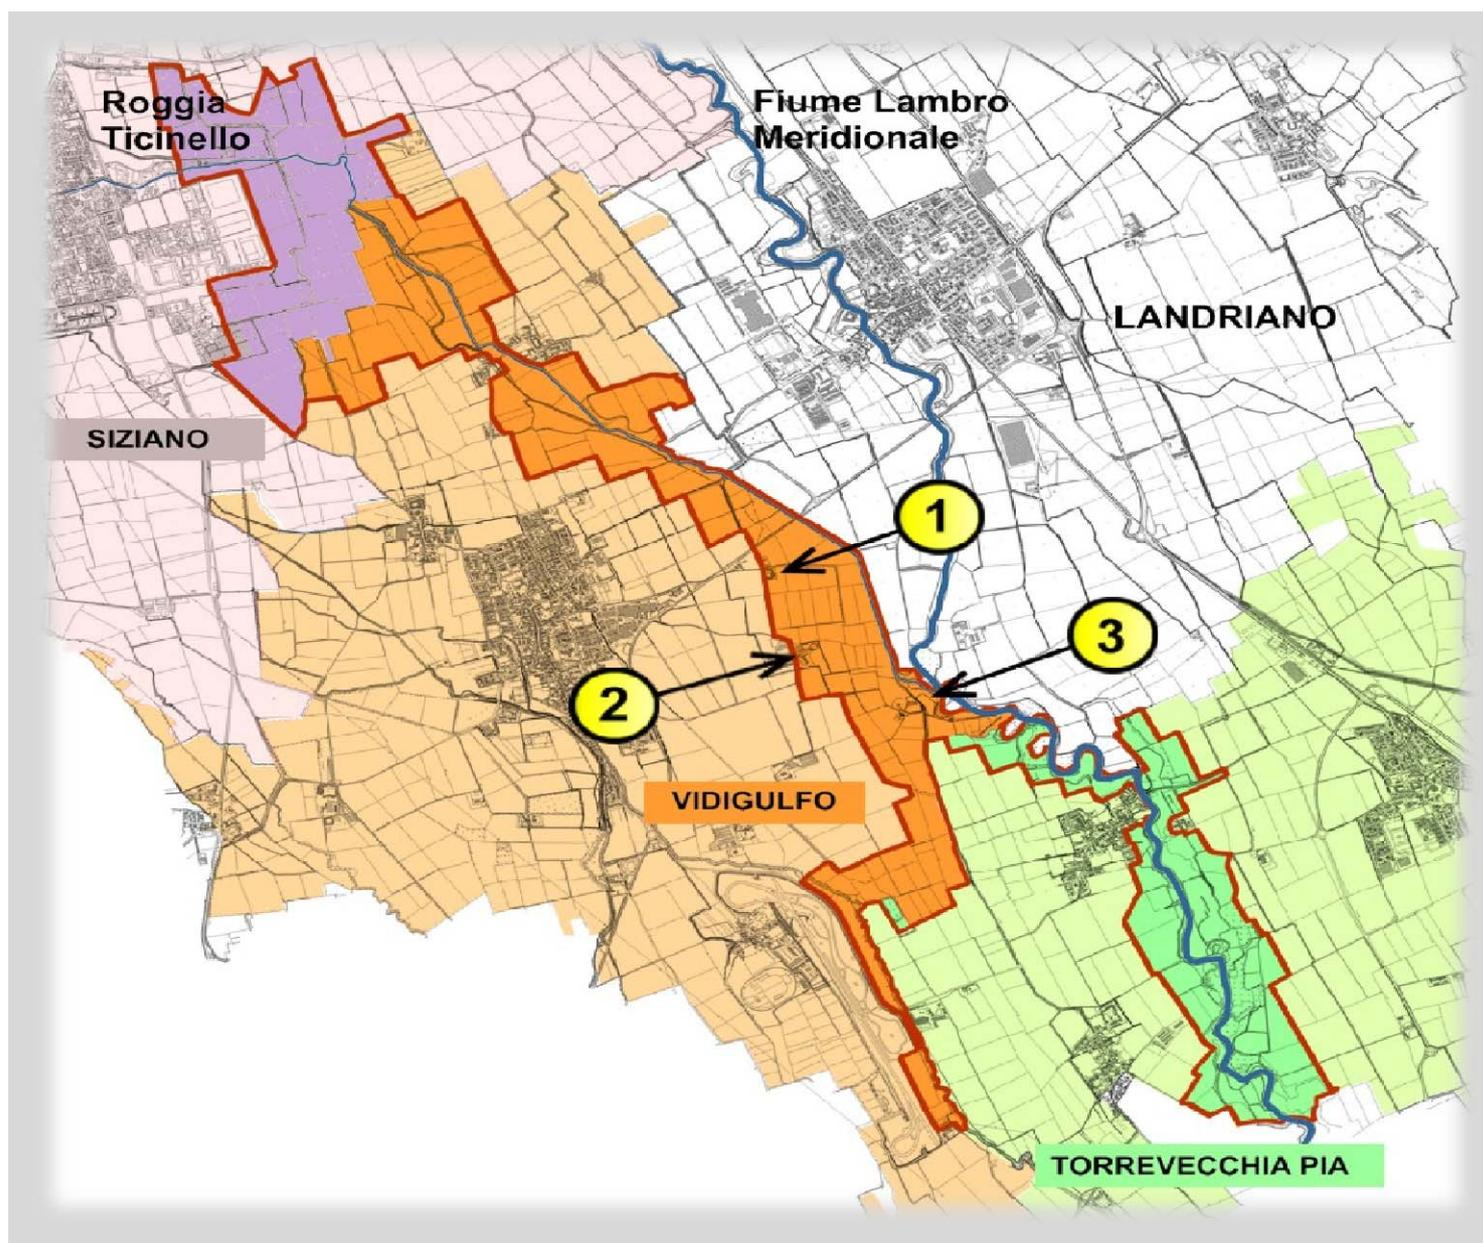 Roggia
Ticinello
Fiume Lambro
Meridionale
LANDRIANO
SIZIANO
1
3
2
VIDIGULFO
TORREVECCHIA PIA